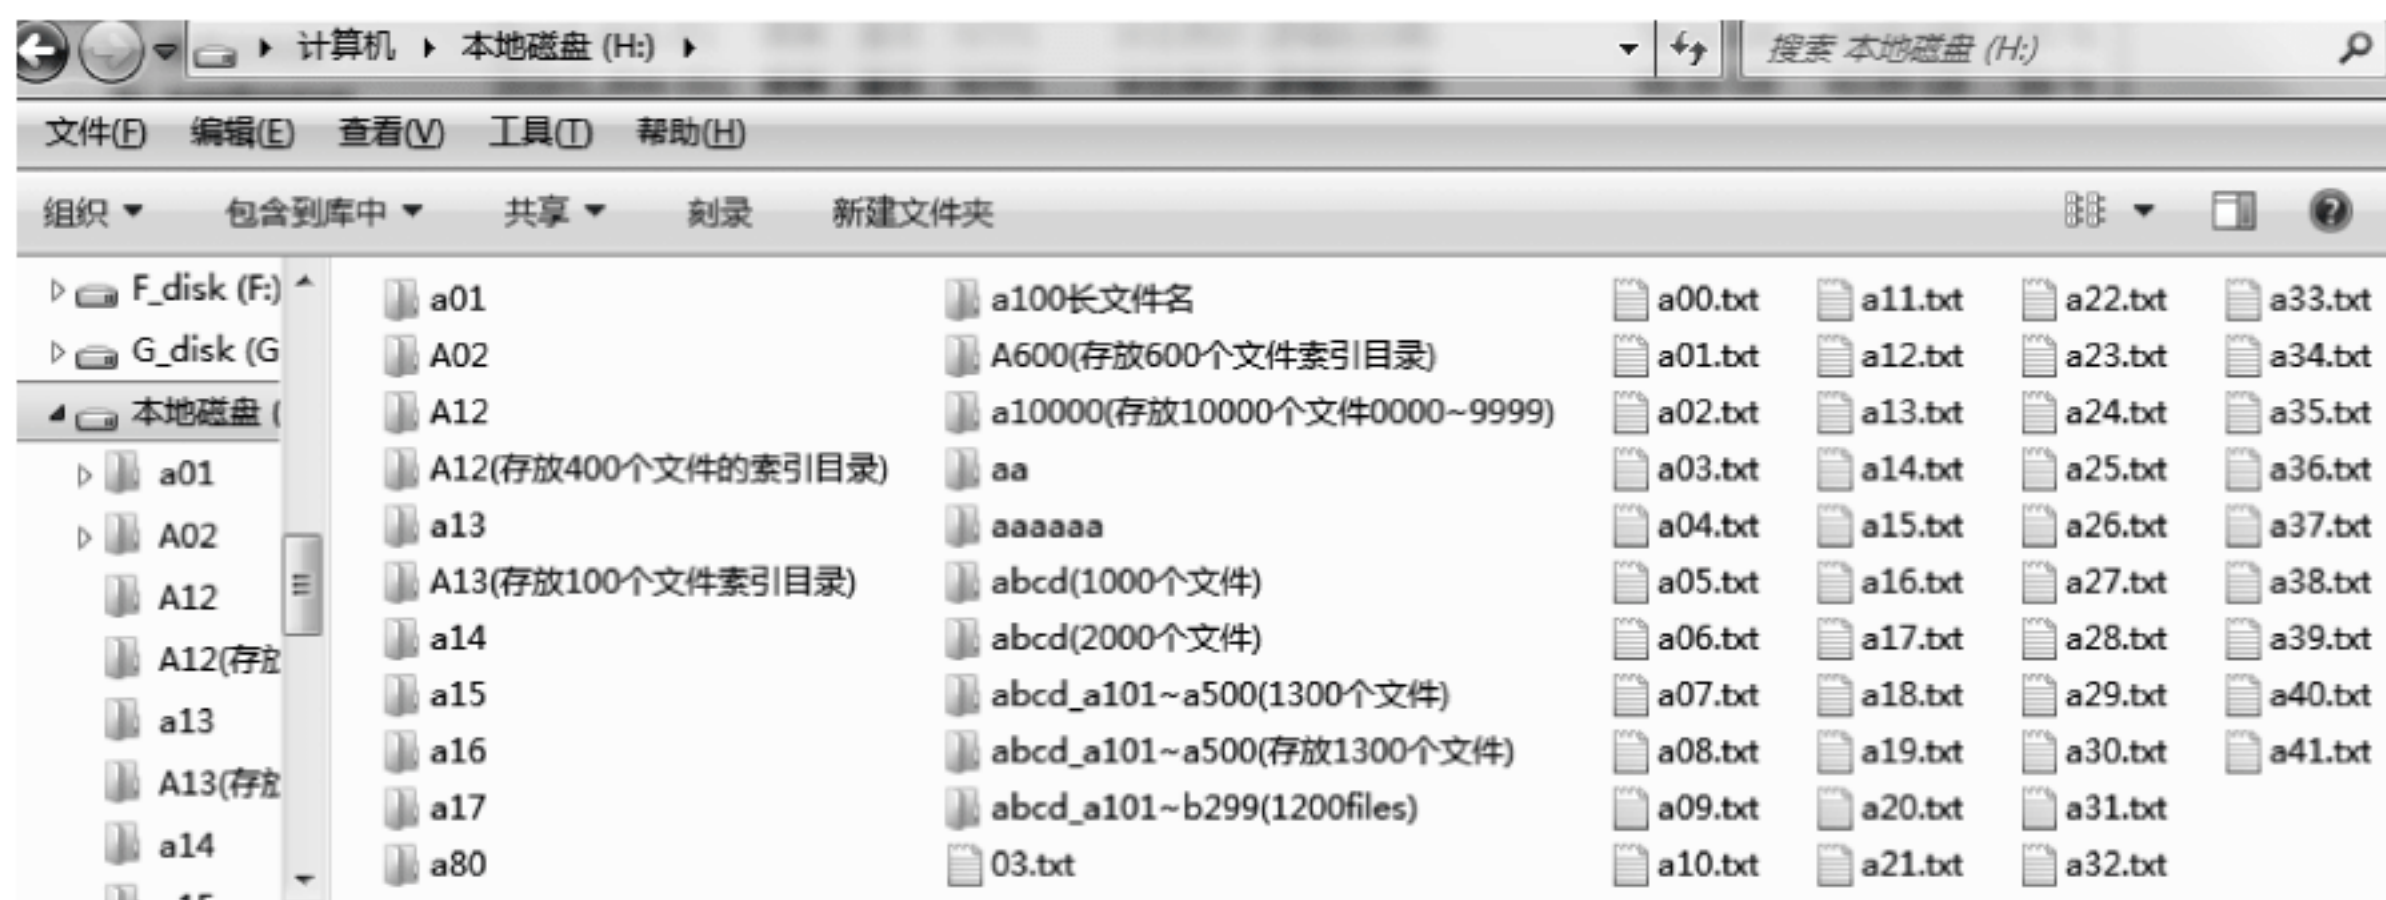 计算机 本地磁盘 (H:) 搜索 本地磁盘 (H:)
文件(F) 编辑(E) 查看(V) 工具(T) 帮助(H)
组织 包含到库中 共享 刻录 新建文件夹
F_disk (F:)
G_disk (G
本地磁盘 (
a01
A02
A12
A12(存放
a13
A13(存放
a14
a01
A02
A12
A12(存放400个文件的索引目录)
a13
A13(存放100个文件索引目录)
a14
a15
a16
a17
a80
a100长文件名
A600(存放600个文件索引目录)
a10000(存放10000个文件0000~9999)
aa
aaaaaa
abcd(1000个文件)
abcd(2000个文件)
abcd_a101~a500(1300个文件)
abcd_a101~a500(存放1300个文件)
abcd_a101~b299(1200files)
03.txt
a00.txt
a01.txt
a02.txt
a03.txt
a04.txt
a05.txt
a06.txt
a07.txt
a08.txt
a09.txt
a10.txt
a11.txt
a12.txt
a13.txt
a14.txt
a15.txt
a16.txt
a17.txt
a18.txt
a19.txt
a20.txt
a21.txt
a22.txt
a23.txt
a24.txt
a25.txt
a26.txt
a27.txt
a28.txt
a29.txt
a30.txt
a31.txt
a32.txt
a33.txt
a34.txt
a35.txt
a36.txt
a37.txt
a38.txt
a39.txt
a40.txt
a41.txt